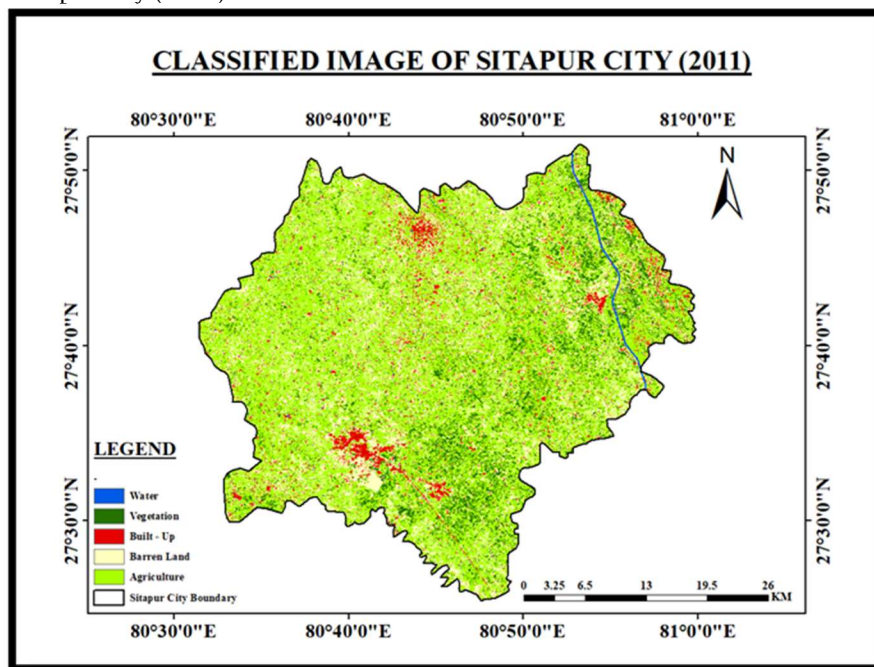 CLASSIFIED IMAGE OF SITAPUR CITY (2011)
80°30'0"E 80°40'0"E 80°50'0"E 81°0'0"E
N
27°50'0"N 27°50'0"N
27°40'0"N 27°40'0"N
27°30'0"N 27°30'0"N
LEGEND
Water
Vegetation
Built - Up
Barren Land
Agriculture
Sitapur City Boundary
0 3.25 6.5 13 19.5 26
KM
80°30'0"E 80°40'0"E 80°50'0"E 81°0'0"E